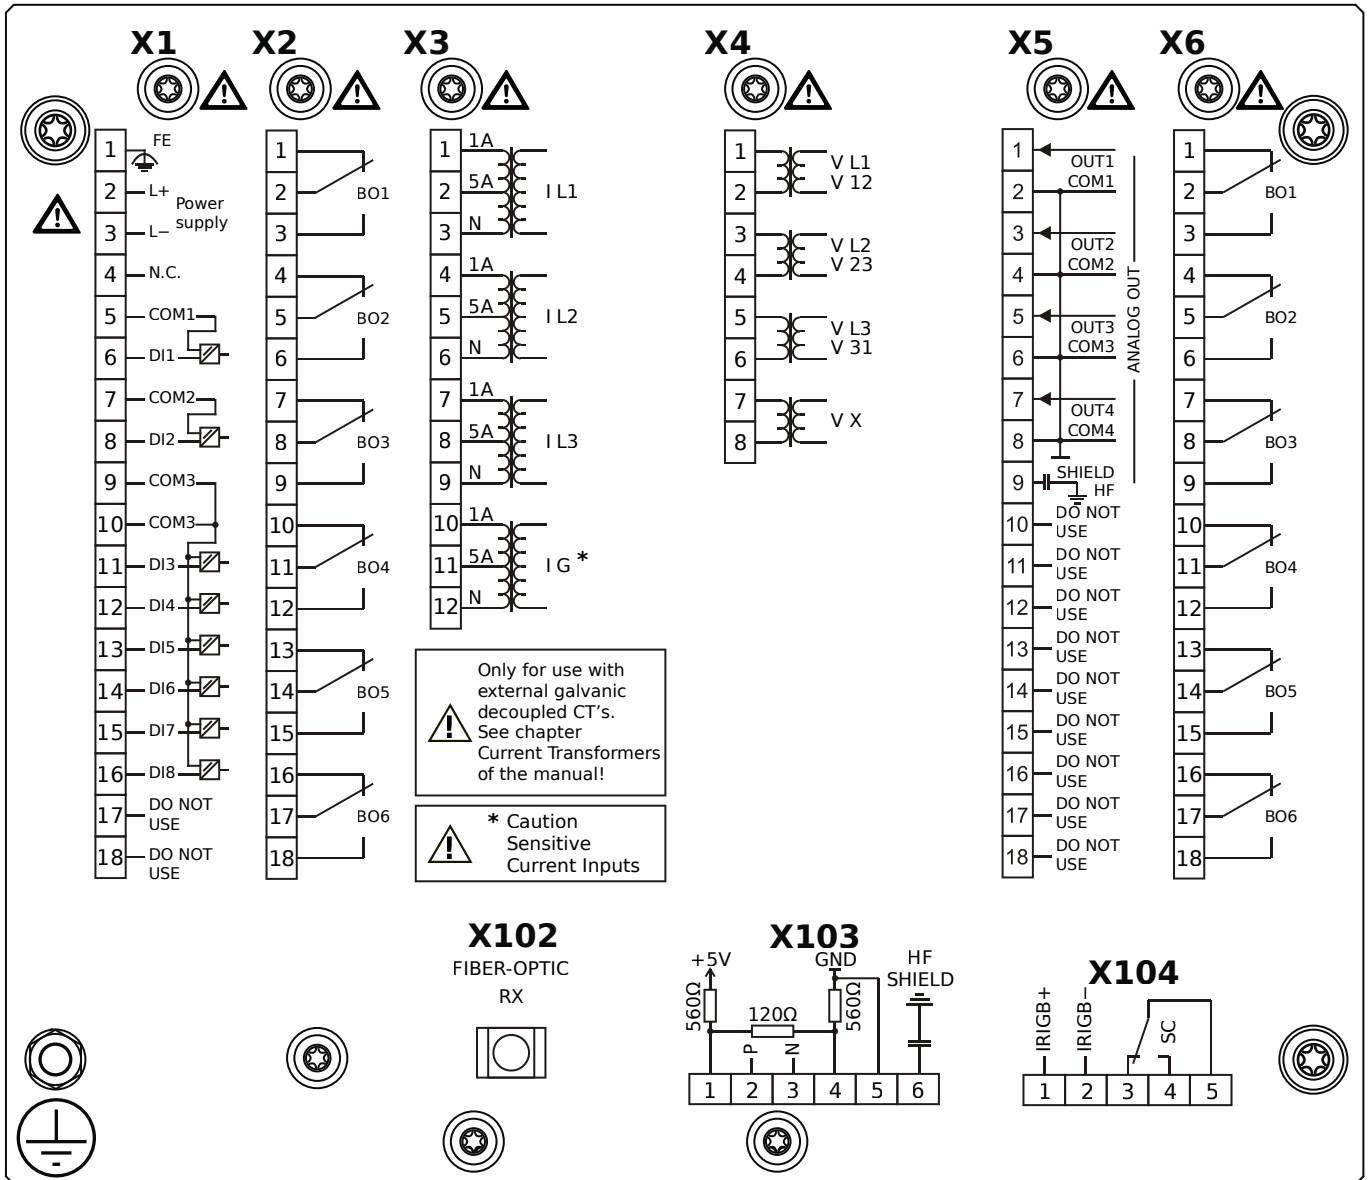 X1
X2
X3
X4
X5
X6
1 FE
2 L+
Power
supply
3 L−
4 N.C.
5 COM1
6 DI1
7 COM2
8 DI2
9 COM3
10 COM3
11 DI3
12 DI4
13 DI5
14 DI6
15 DI7
16 DI8
17 DO NOT
USE
18 DO NOT
USE
1
2 BO1
3
4
5 BO2
6
7
8 BO3
9
10
11 BO4
12
13
14 BO5
15
16
17 BO6
18
1 1A
2 5A I L1
3 N
4 1A
5 5A I L2
6 N
7 1A
8 5A I L3
9 N
10 1A
11 5A I G *
12 N
Only for use with
external galvanic
decoupled CT's.
See chapter
Current Transformers
of the manual!
* Caution
Sensitive
Current Inputs
1 V L1
2 V 12
3 V L2
4 V 23
5 V L3
6 V 31
7 V X
8
1 OUT1
2 COM1
3 OUT2
4 COM2
5 OUT3
6 COM3
7 OUT4
8 COM4
ANALOG OUT
9 SHIELD
HF
10 DO NOT
USE
11 DO NOT
USE
12 DO NOT
USE
13 DO NOT
USE
14 DO NOT
USE
15 DO NOT
USE
16 DO NOT
USE
17 DO NOT
USE
18 DO NOT
USE
1
2 BO1
3
4
5 BO2
6
7
8 BO3
9
10
11 BO4
12
13
14 BO5
15
16
17 BO6
18
X102
FIBER-OPTIC
RX
X103
+5V
GND
HF
SHIELD
560Ω
120Ω
560Ω
P
N
1 2 3 4 5 6
X104
IRIGB+
IRIGB−
SC
1 2 3 4 5